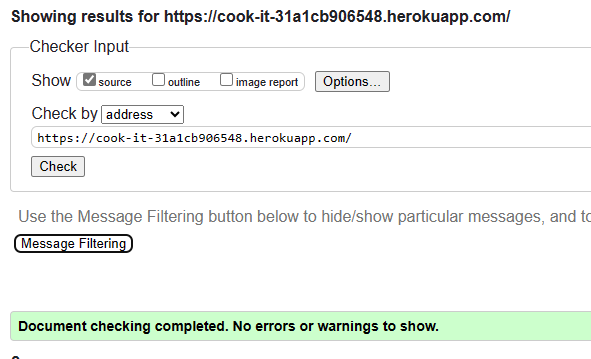 Showing results for https://cook-it-31a1cb906548.herokuapp.com/
Checker Input
Show source outline image report Options...
Check by address
https://cook-it-31a1cb906548.herokuapp.com/
Check
Use the Message Filtering button below to hide/show particular messages, and to
Message Filtering
Document checking completed. No errors or warnings to show.